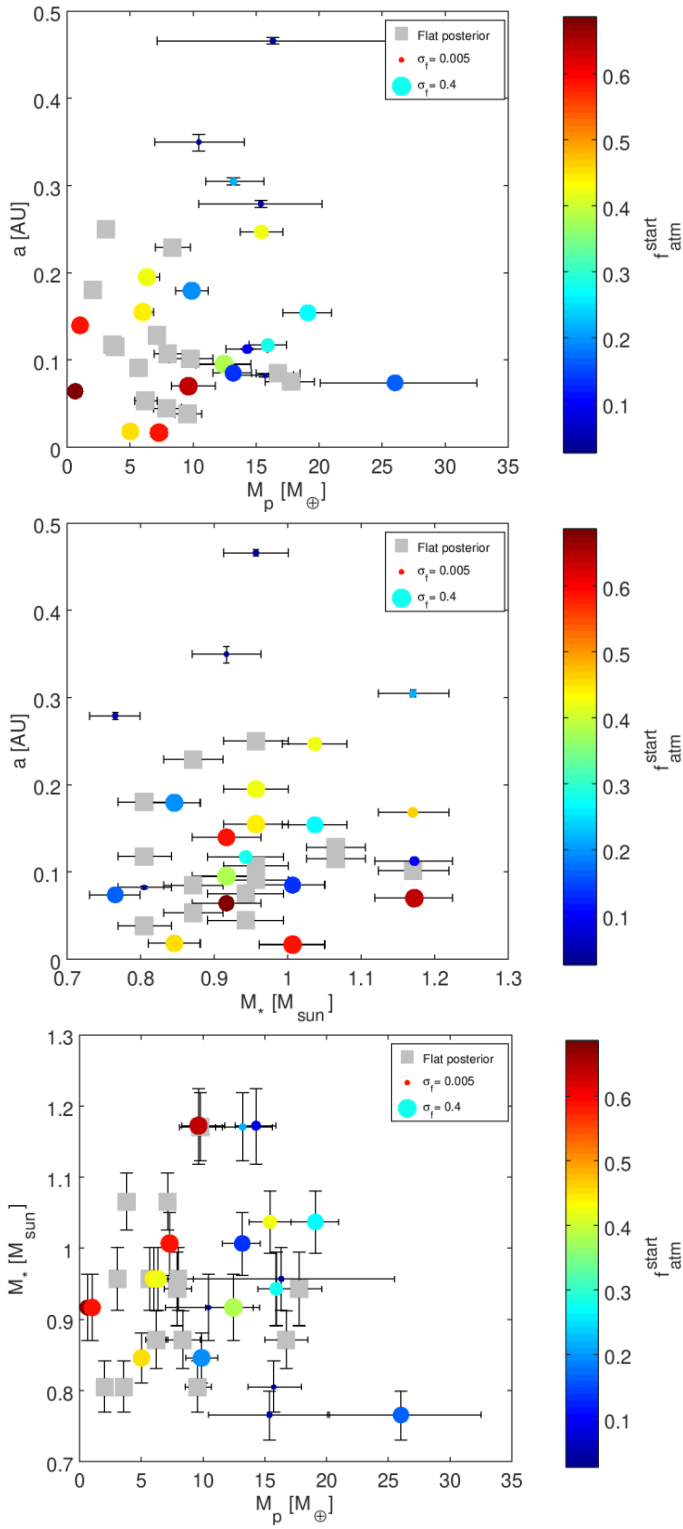 0.5
0.4
0.3
0.2
0.1
0
a [AU]
0 5 10 15 20 25 30 35
M_p [M_⊕]
Flat posterior
σ_f = 0.005
σ_f = 0.4
0.6
0.5
0.4
0.3
0.2
0.1
f_atm^start
0.5
0.4
0.3
0.2
0.1
0
a [AU]
0.7 0.8 0.9 1 1.1 1.2 1.3
M_* [M_sun]
Flat posterior
σ_f = 0.005
σ_f = 0.4
0.6
0.5
0.4
0.3
0.2
0.1
f_atm^start
1.3
1.2
1.1
1
0.9
0.8
0.7
M_* [M_sun]
0 5 10 15 20 25 30 35
M_p [M_⊕]
Flat posterior
σ_f = 0.005
σ_f = 0.4
0.6
0.5
0.4
0.3
0.2
0.1
f_atm^start